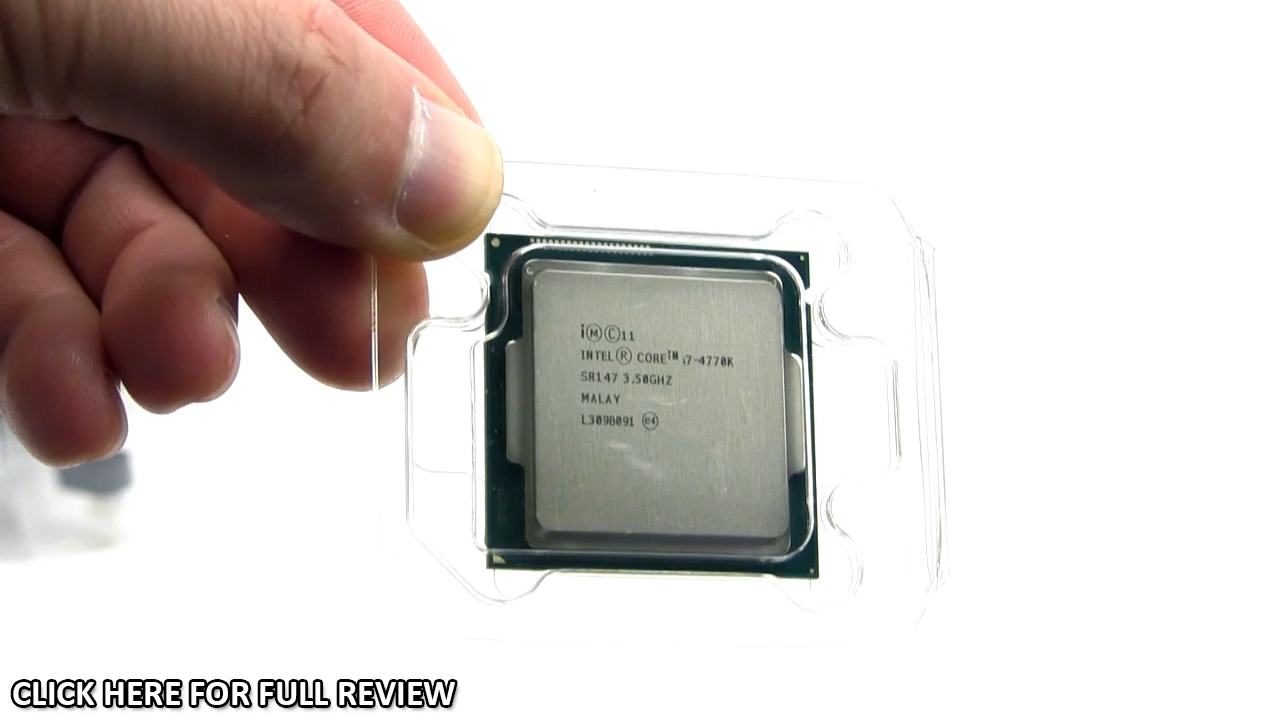 i Ⓜ Ⓒ 11
INTEL Ⓡ CORE™ i7-4770K
SR147 3.50GHZ
MALAY
L309B091 e4
CLICK HERE FOR FULL REVIEW